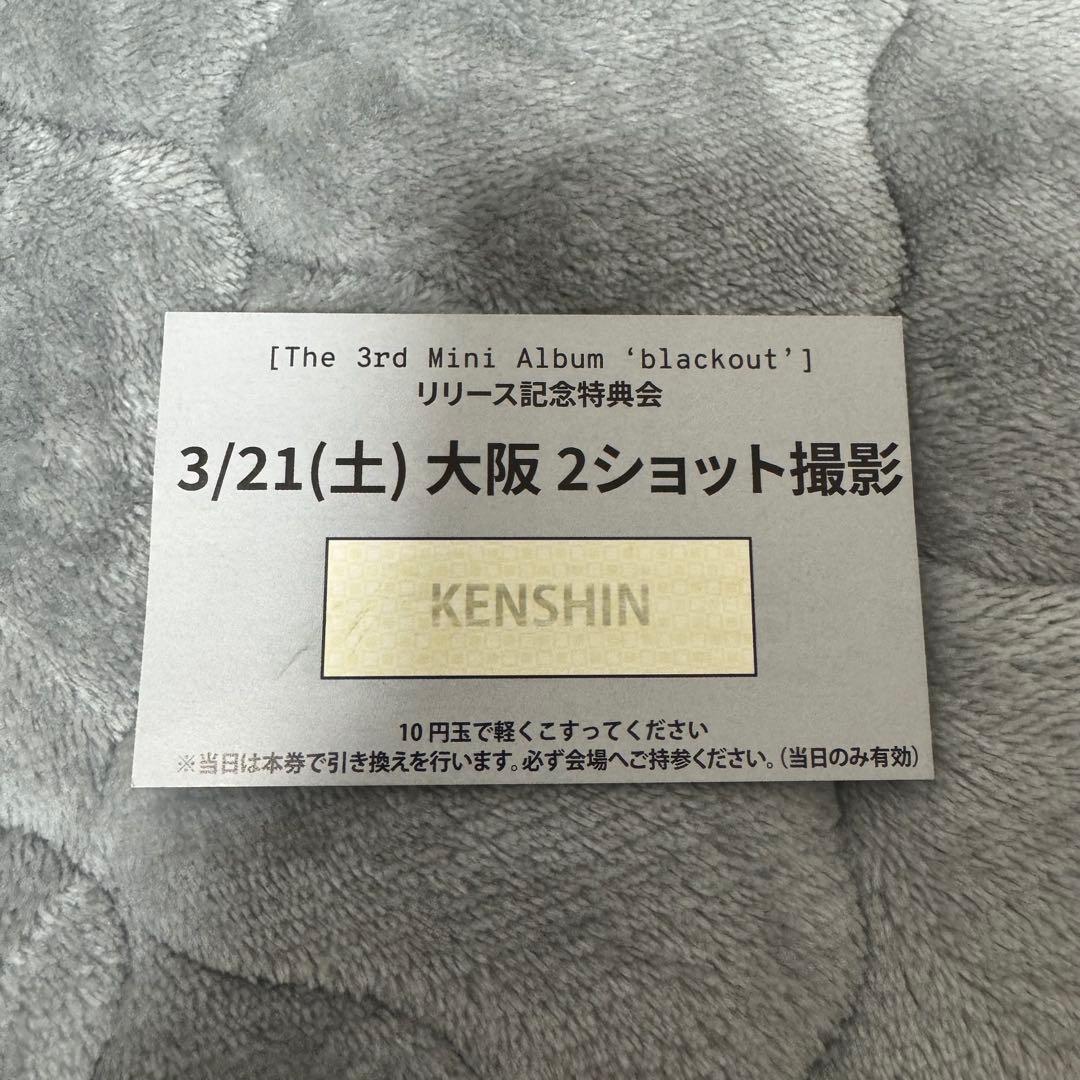 [The 3rd Mini Album ‘blackout’]
リリース記念特典会
3/21(土) 大阪 2ショット撮影
KENSHIN
10 円玉で軽くこすってください
※当日は本券で引き換えを行います。必ず会場へご持参ください。(当日のみ有効)